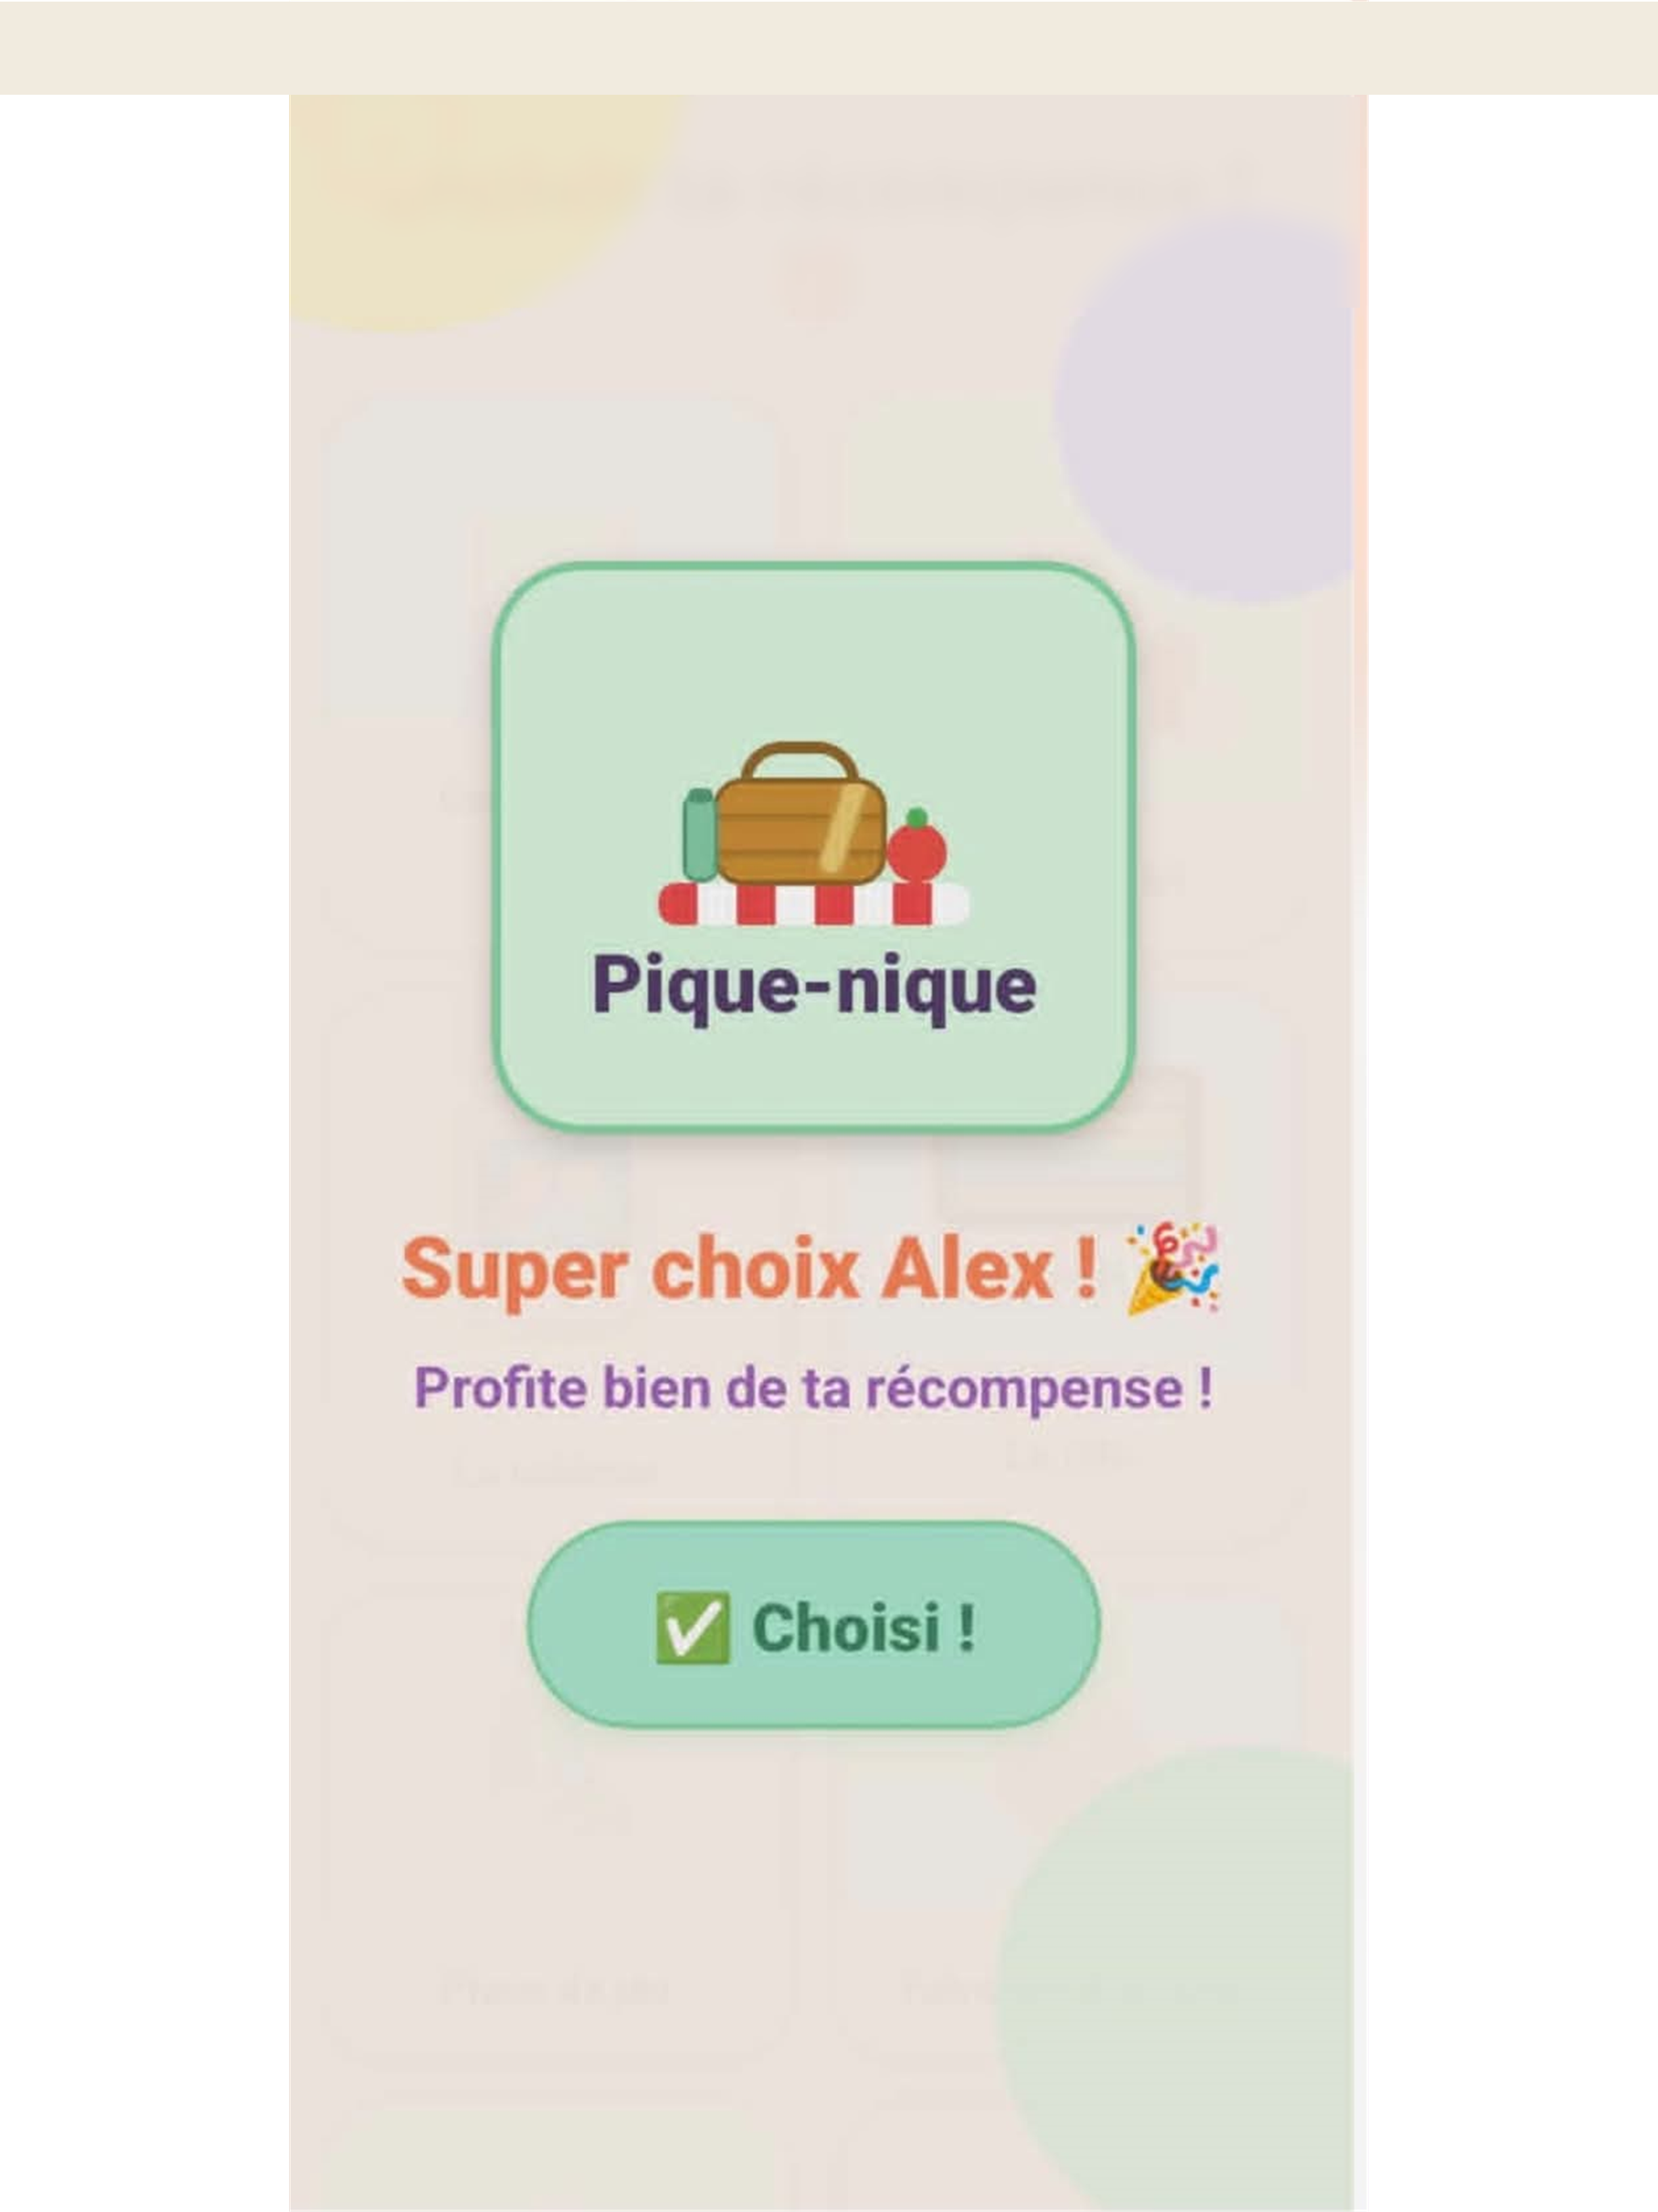 Pique-nique
Super choix Alex ! 🎉
Profite bien de ta récompense !
✅ Choisi !